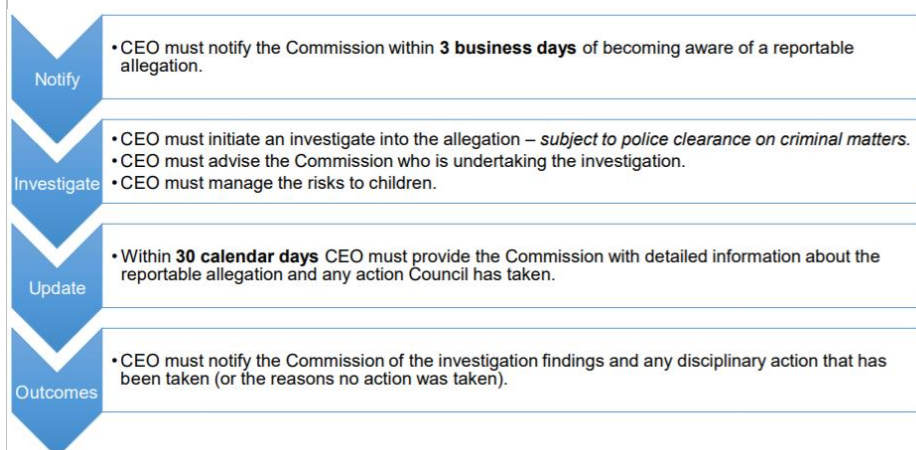 Notify
•CEO must notify the Commission within 3 business days of becoming aware of a reportable
allegation.
Investigate
•CEO must initiate an investigate into the allegation – subject to police clearance on criminal matters.
•CEO must advise the Commission who is undertaking the investigation.
•CEO must manage the risks to children.
Update
•Within 30 calendar days CEO must provide the Commission with detailed information about the
reportable allegation and any action Council has taken.
Outcomes
•CEO must notify the Commission of the investigation findings and any disciplinary action that has
been taken (or the reasons no action was taken).